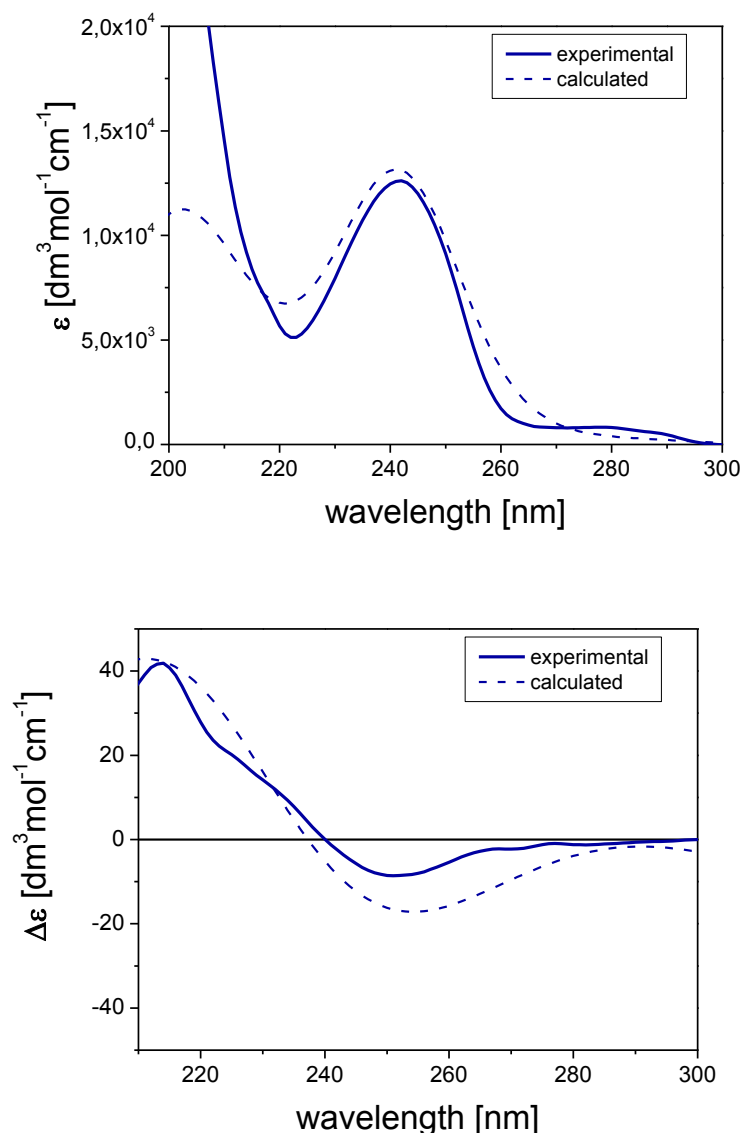 2,0x10⁴
1,5x10⁴
1,0x10⁴
5,0x10³
0,0
ε [dm³mol⁻¹cm⁻¹]
experimental
calculated
200 220 240 260 280 300
wavelength [nm]
40
20
0
-20
-40
Δε [dm³mol⁻¹cm⁻¹]
experimental
calculated
220 240 260 280 300
wavelength [nm]